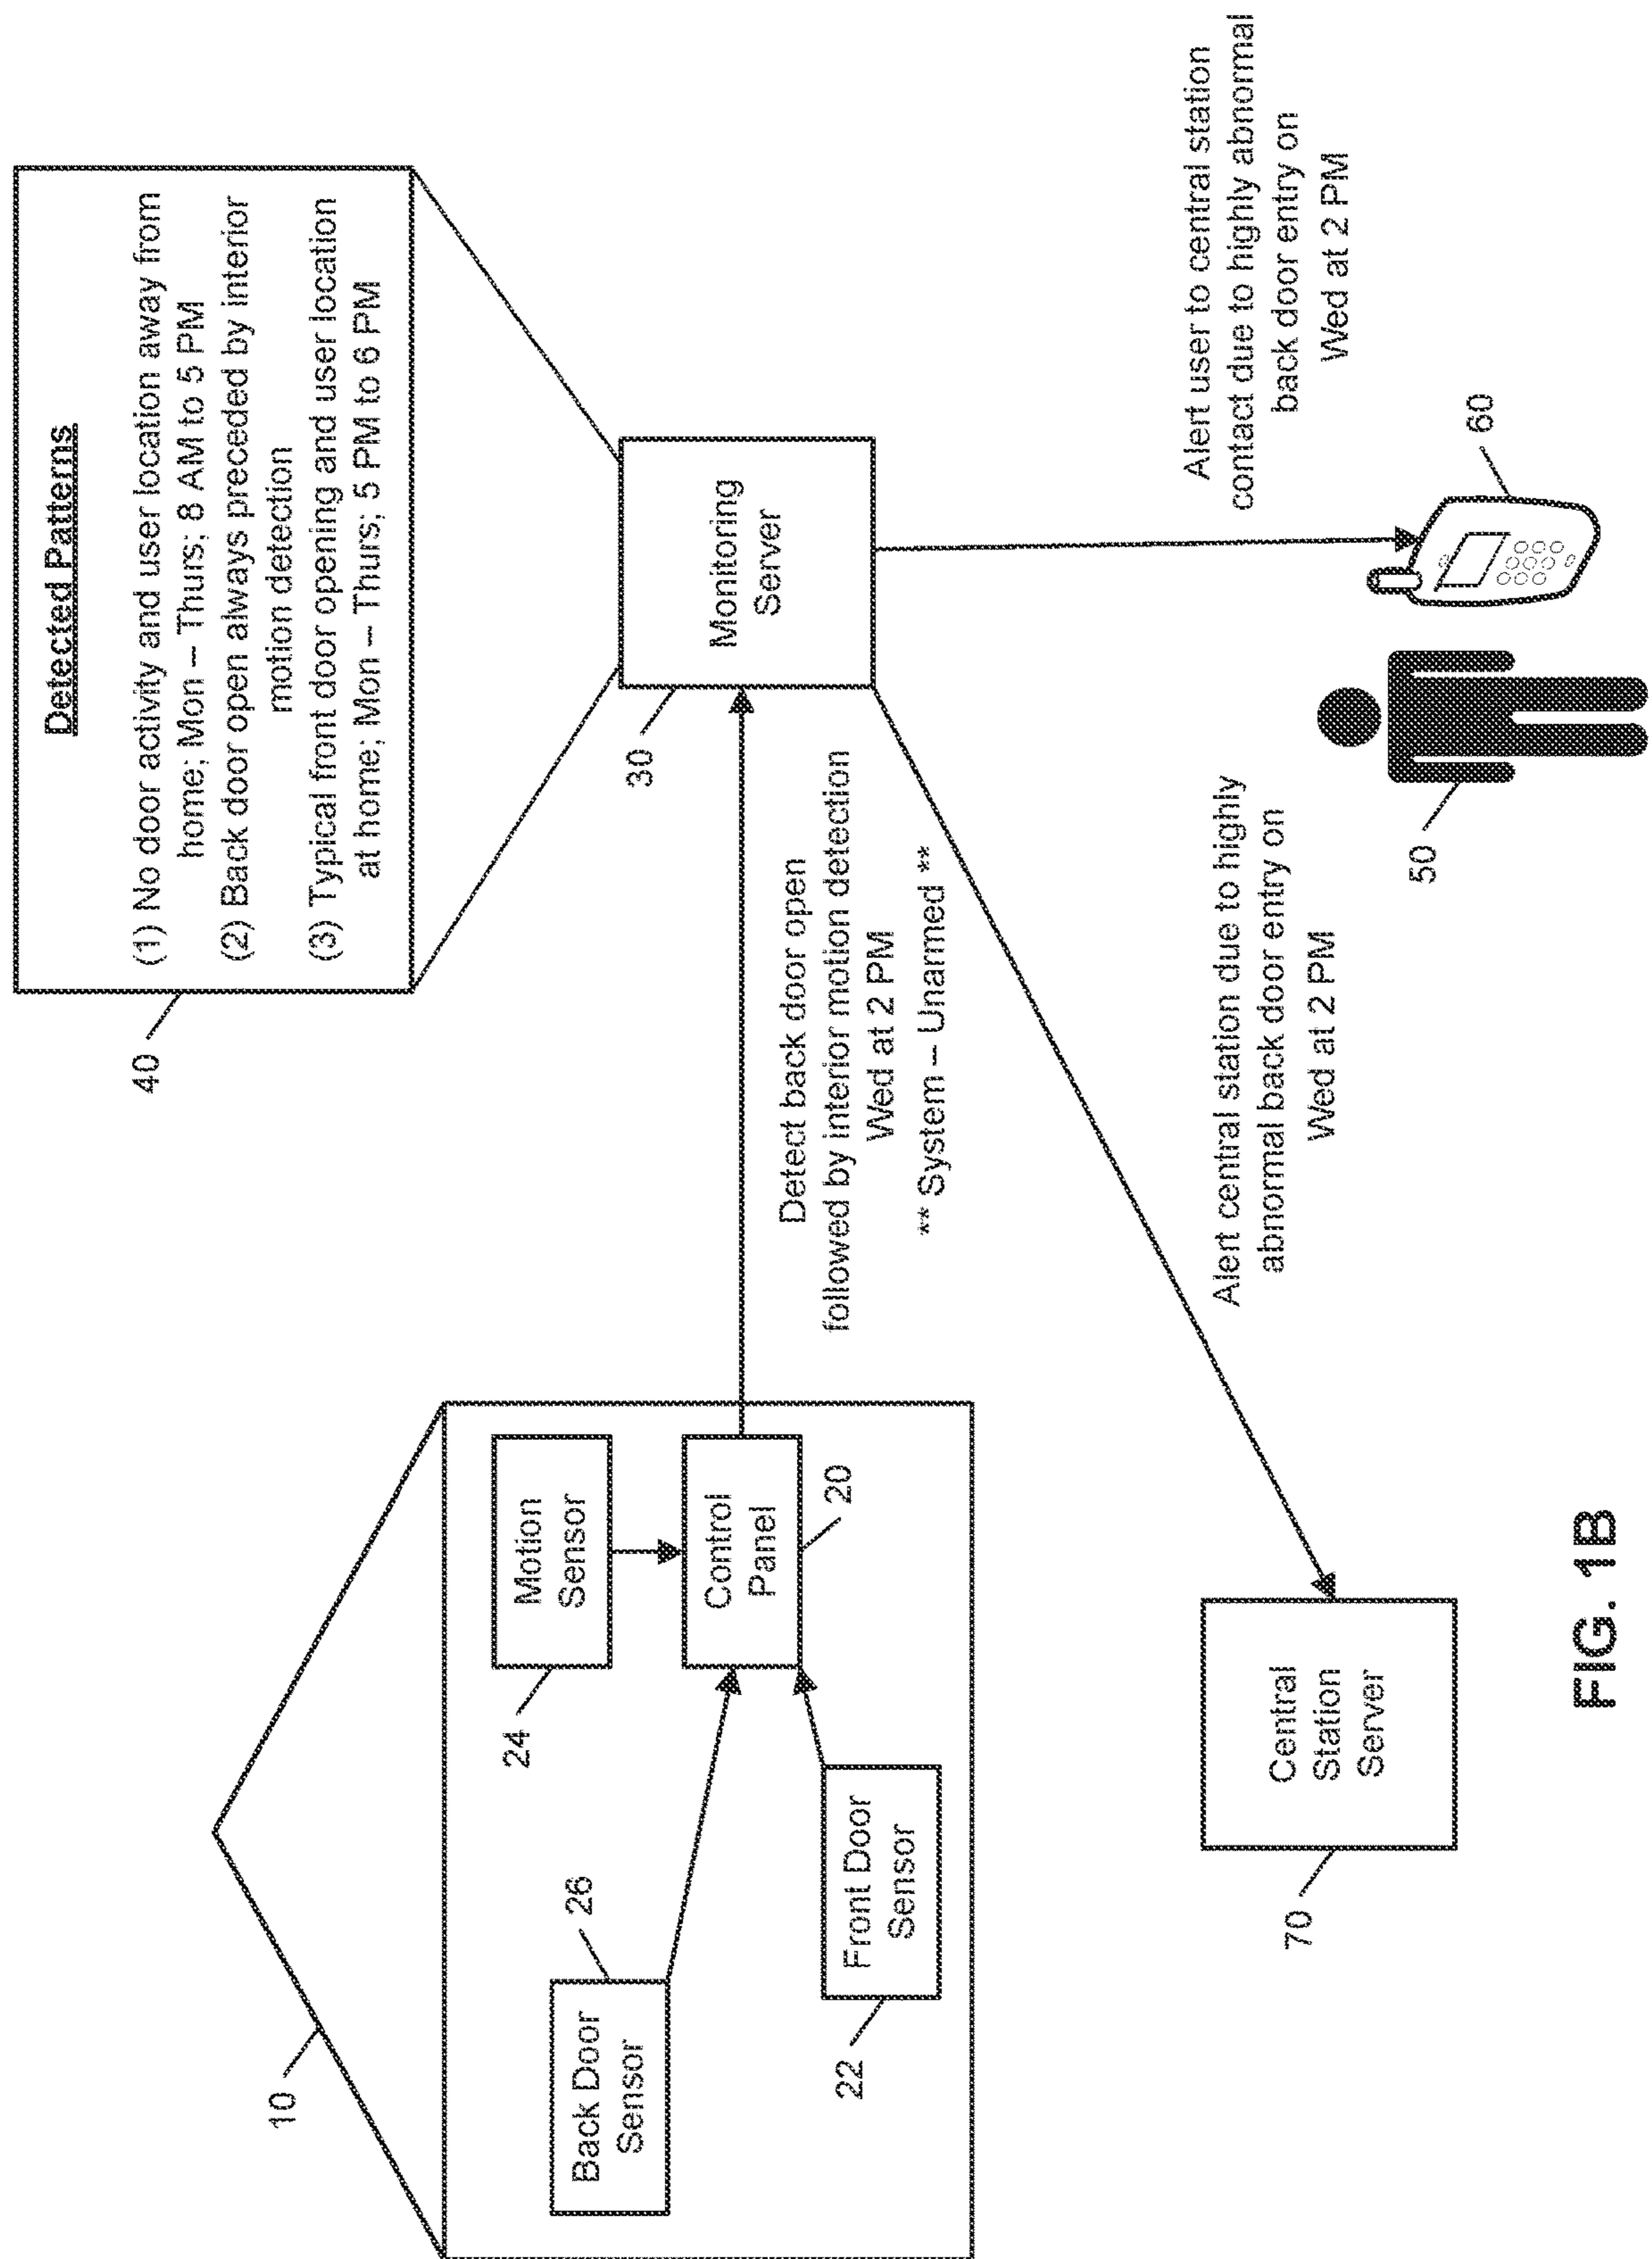 Detected Patterns
(1) No door activity and user location away from
home; Mon – Thurs; 8 AM to 5 PM
(2) Back door open always preceded by interior
motion detection
(3) Typical front door opening and user location
at home; Mon – Thurs; 5 PM to 6 PM
40
10
Back Door
Sensor
26
24
Motion
Sensor
Control
Panel
20
Front Door
Sensor
22
Detect back door open
followed by interior motion detection
Wed at 2 PM
** System – Unarmed **
30
Monitoring
Server
Alert central station due to highly
abnormal back door entry on
Wed at 2 PM
Alert user to central station
contact due to highly abnormal
back door entry on
Wed at 2 PM
70
Central
Station
Server
50
60
FIG. 1B